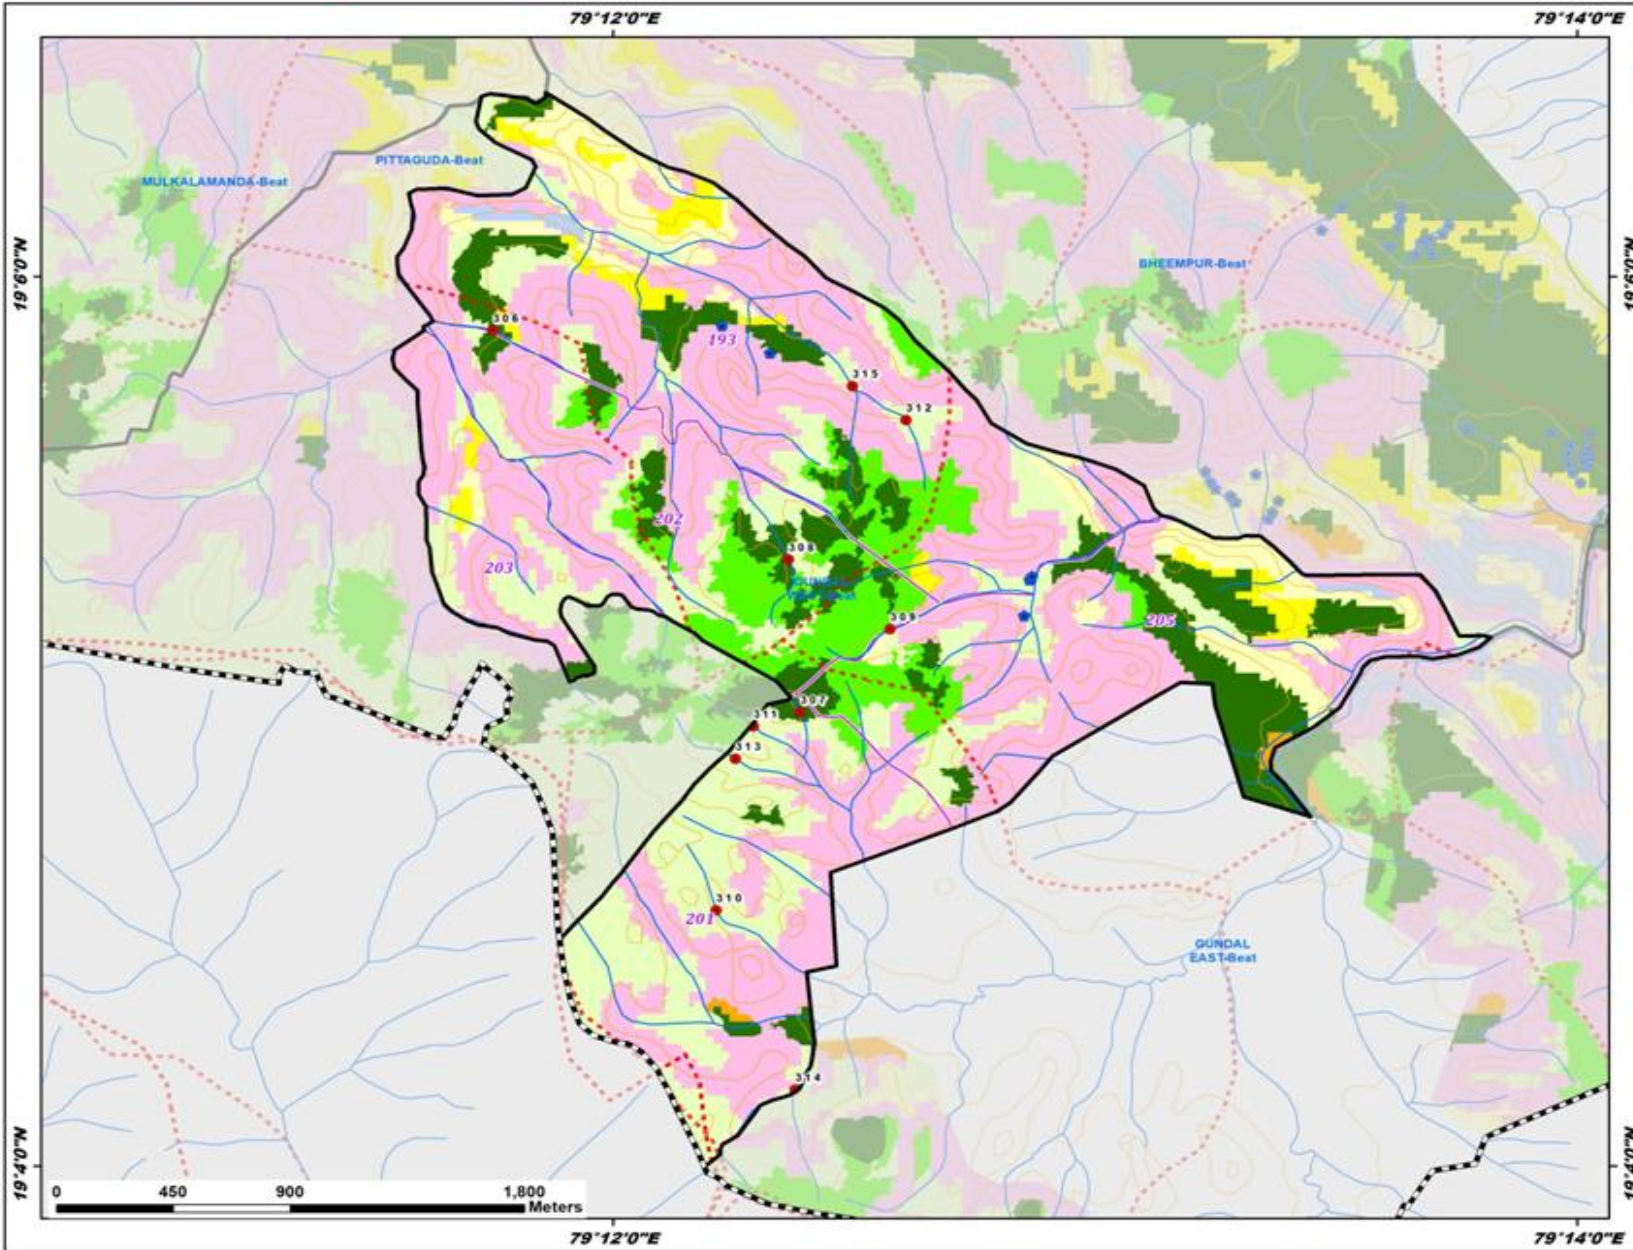 79°12'0"E
79°14'0"E
PITTAGUDA-Beat
MULKALAMANDA-Beat
BHEEMPUR-Beat
19°6'0"N
19°6'0"N
306
193
315
312
202
308
203
309
205
307
311
313
310
201
GUNDAL
EAST-Beat
314
19°4'0"N
19°4'0"N
0 450 900 1,800
Meters
79°12'0"E
79°14'0"E